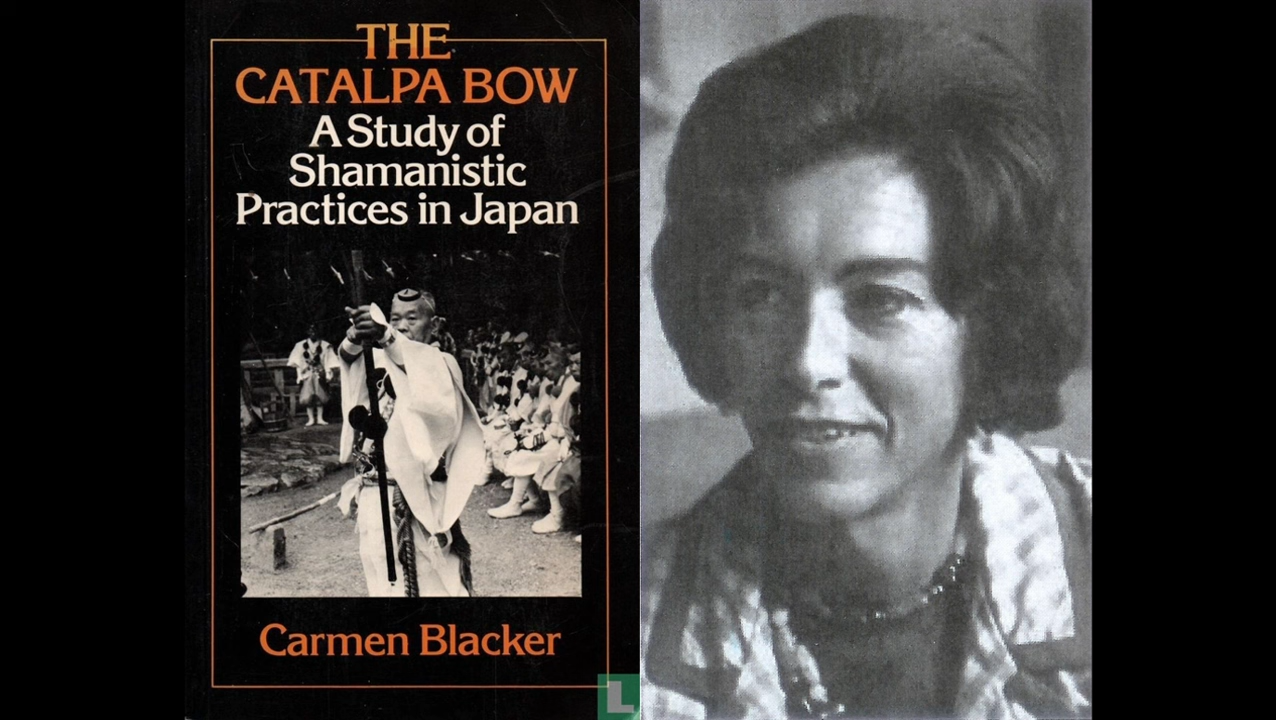 THE
CATALPA BOW
A Study of
Shamanistic
Practices in Japan
Carmen Blacker
L